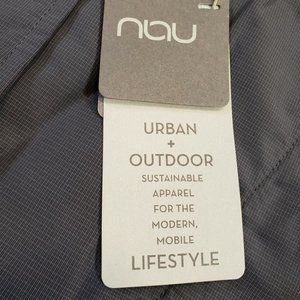 nau
URBAN
+
OUTDOOR
SUSTAINABLE
APPAREL
FOR THE
MODERN,
MOBILE
LIFESTYLE